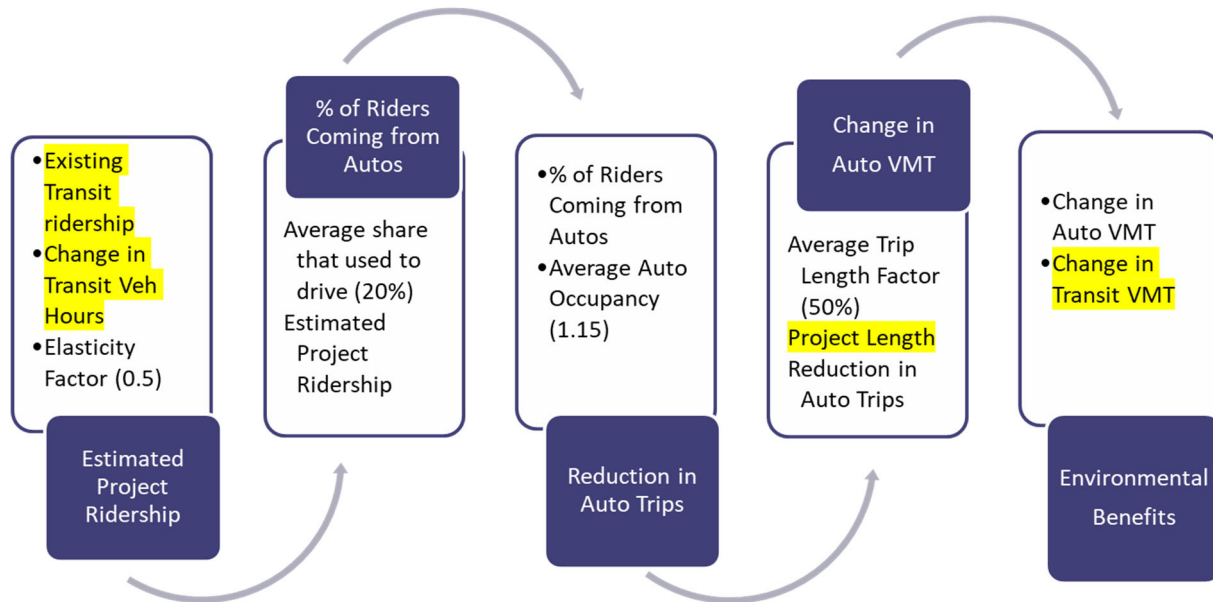 •Existing
Transit
ridership
•Change in
Transit Veh
Hours
•Elasticity
Factor (0.5)
Estimated
Project
Ridership
% of Riders
Coming from
Autos
Average share
that used to
drive (20%)
Estimated
Project
Ridership
•% of Riders
Coming from
Autos
•Average Auto
Occupancy
(1.15)
Reduction in
Auto Trips
Change in
Auto VMT
Average Trip
Length Factor
(50%)
Project Length
Reduction in
Auto Trips
•Change in
Auto VMT
•Change in
Transit VMT
Environmental
Benefits